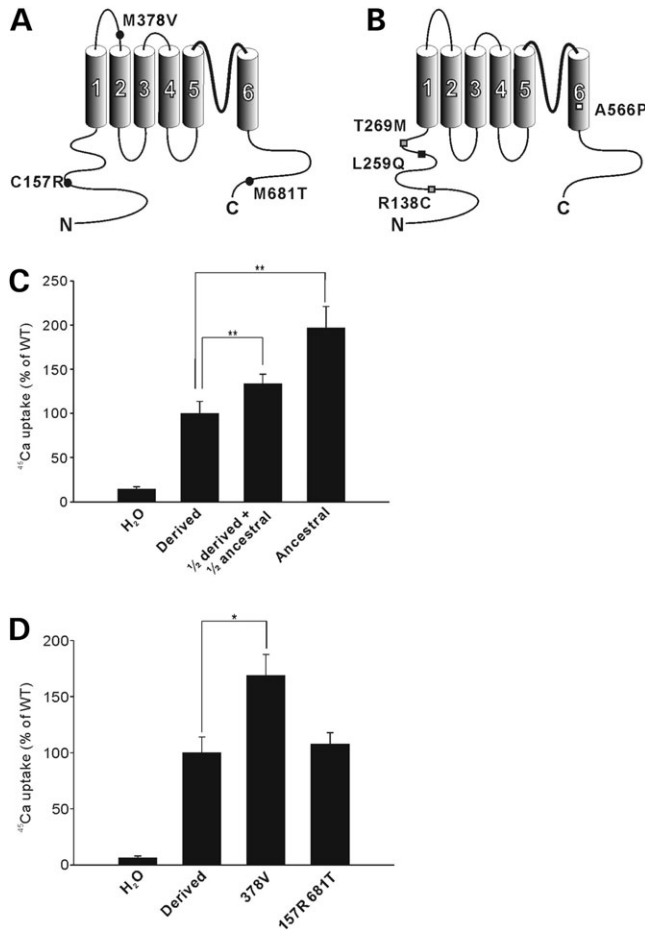 A
M378V
1 2 3 4 5 6
C157R
M681T
N
C
B
1 2 3 4 5 6
A566P
T269M
L259Q
R138C
N
C
C
⁴⁵Ca uptake (% of WT)
250
200
150
100
50
0
**
**
H₂O
Derived
½ derived +
½ ancestral
Ancestral
D
⁴⁵Ca uptake (% of WT)
200
150
100
50
0
*
H₂O
Derived
378V
157R 681T